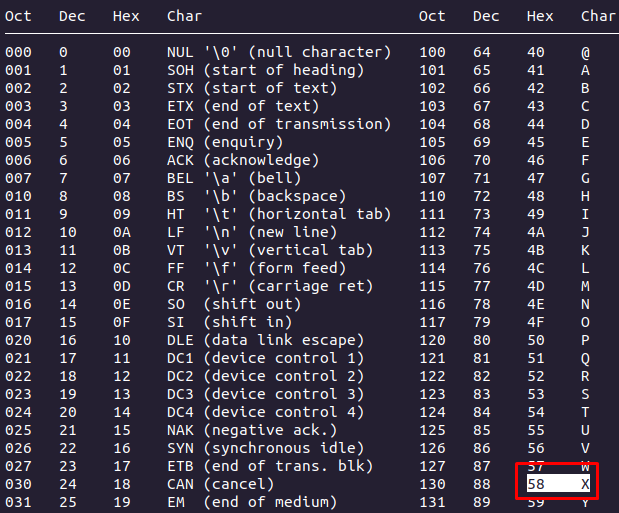 Oct   Dec   Hex   Char                        Oct   Dec   Hex   Char
000   0     00    NUL '\0' (null character)   100   64    40    @
001   1     01    SOH (start of heading)      101   65    41    A
002   2     02    STX (start of text)         102   66    42    B
003   3     03    ETX (end of text)           103   67    43    C
004   4     04    EOT (end of transmission)   104   68    44    D
005   5     05    ENQ (enquiry)               105   69    45    E
006   6     06    ACK (acknowledge)           106   70    46    F
007   7     07    BEL '\a' (bell)             107   71    47    G
010   8     08    BS  '\b' (backspace)        110   72    48    H
011   9     09    HT  '\t' (horizontal tab)   111   73    49    I
012   10    0A    LF  '\n' (new line)         112   74    4A    J
013   11    0B    VT  '\v' (vertical tab)     113   75    4B    K
014   12    0C    FF  '\f' (form feed)        114   76    4C    L
015   13    0D    CR  '\r' (carriage ret)     115   77    4D    M
016   14    0E    SO  (shift out)             116   78    4E    N
017   15    0F    SI  (shift in)              117   79    4F    O
020   16    10    DLE (data link escape)      120   80    50    P
021   17    11    DC1 (device control 1)      121   81    51    Q
022   18    12    DC2 (device control 2)      122   82    52    R
023   19    13    DC3 (device control 3)      123   83    53    S
024   20    14    DC4 (device control 4)      124   84    54    T
025   21    15    NAK (negative ack.)         125   85    55    U
026   22    16    SYN (synchronous idle)      126   86    56    V
027   23    17    ETB (end of trans. blk)     127   87    57    W
030   24    18    CAN (cancel)                130   88    58    X
031   25    19    EM  (end of medium)         131   89    59    Y